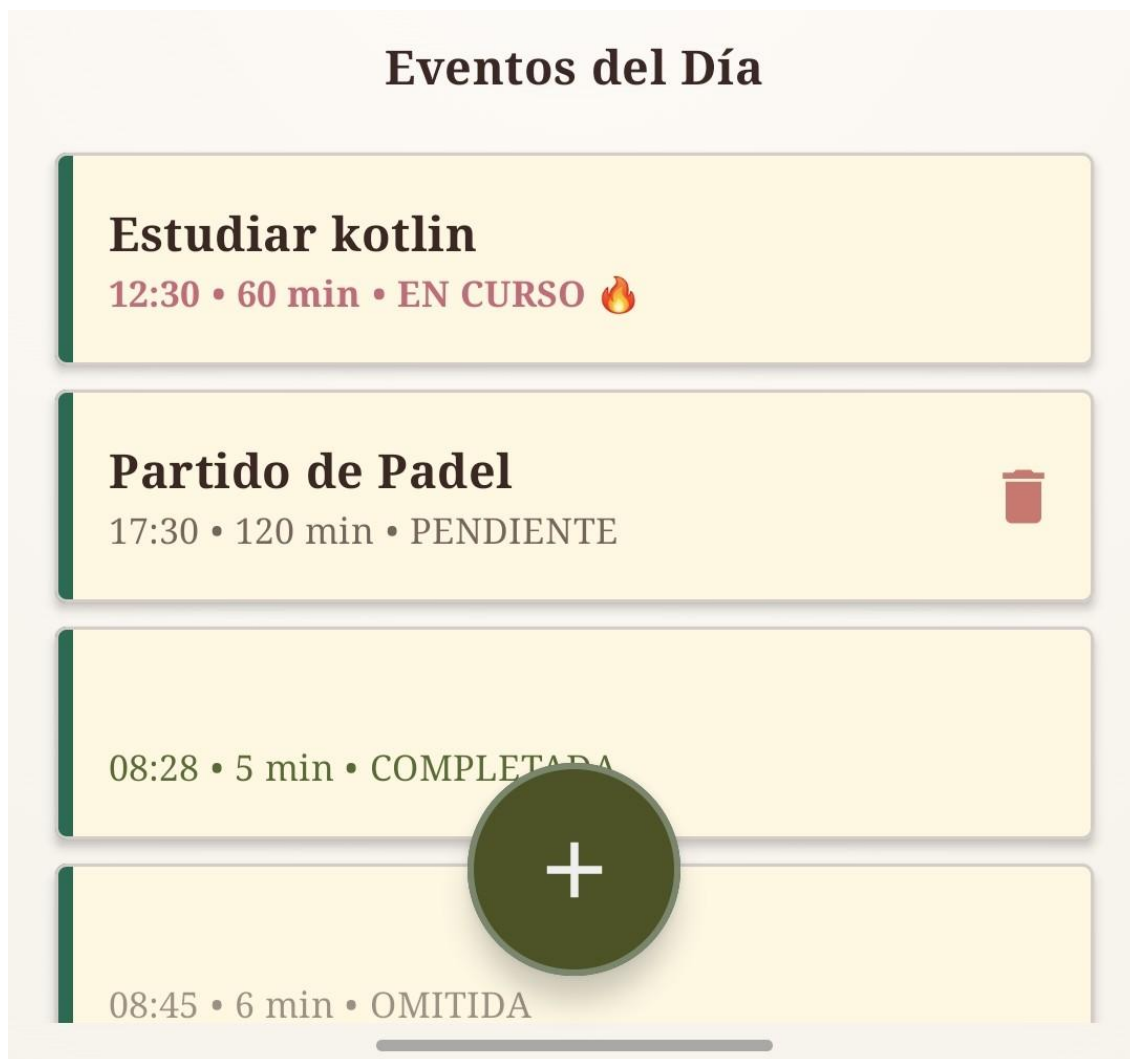 Eventos del Día
Estudiar kotlin
12:30 • 60 min • EN CURSO 🔥
Partido de Padel
17:30 • 120 min • PENDIENTE
08:28 • 5 min • COMPLETADA
08:45 • 6 min • OMITIDA